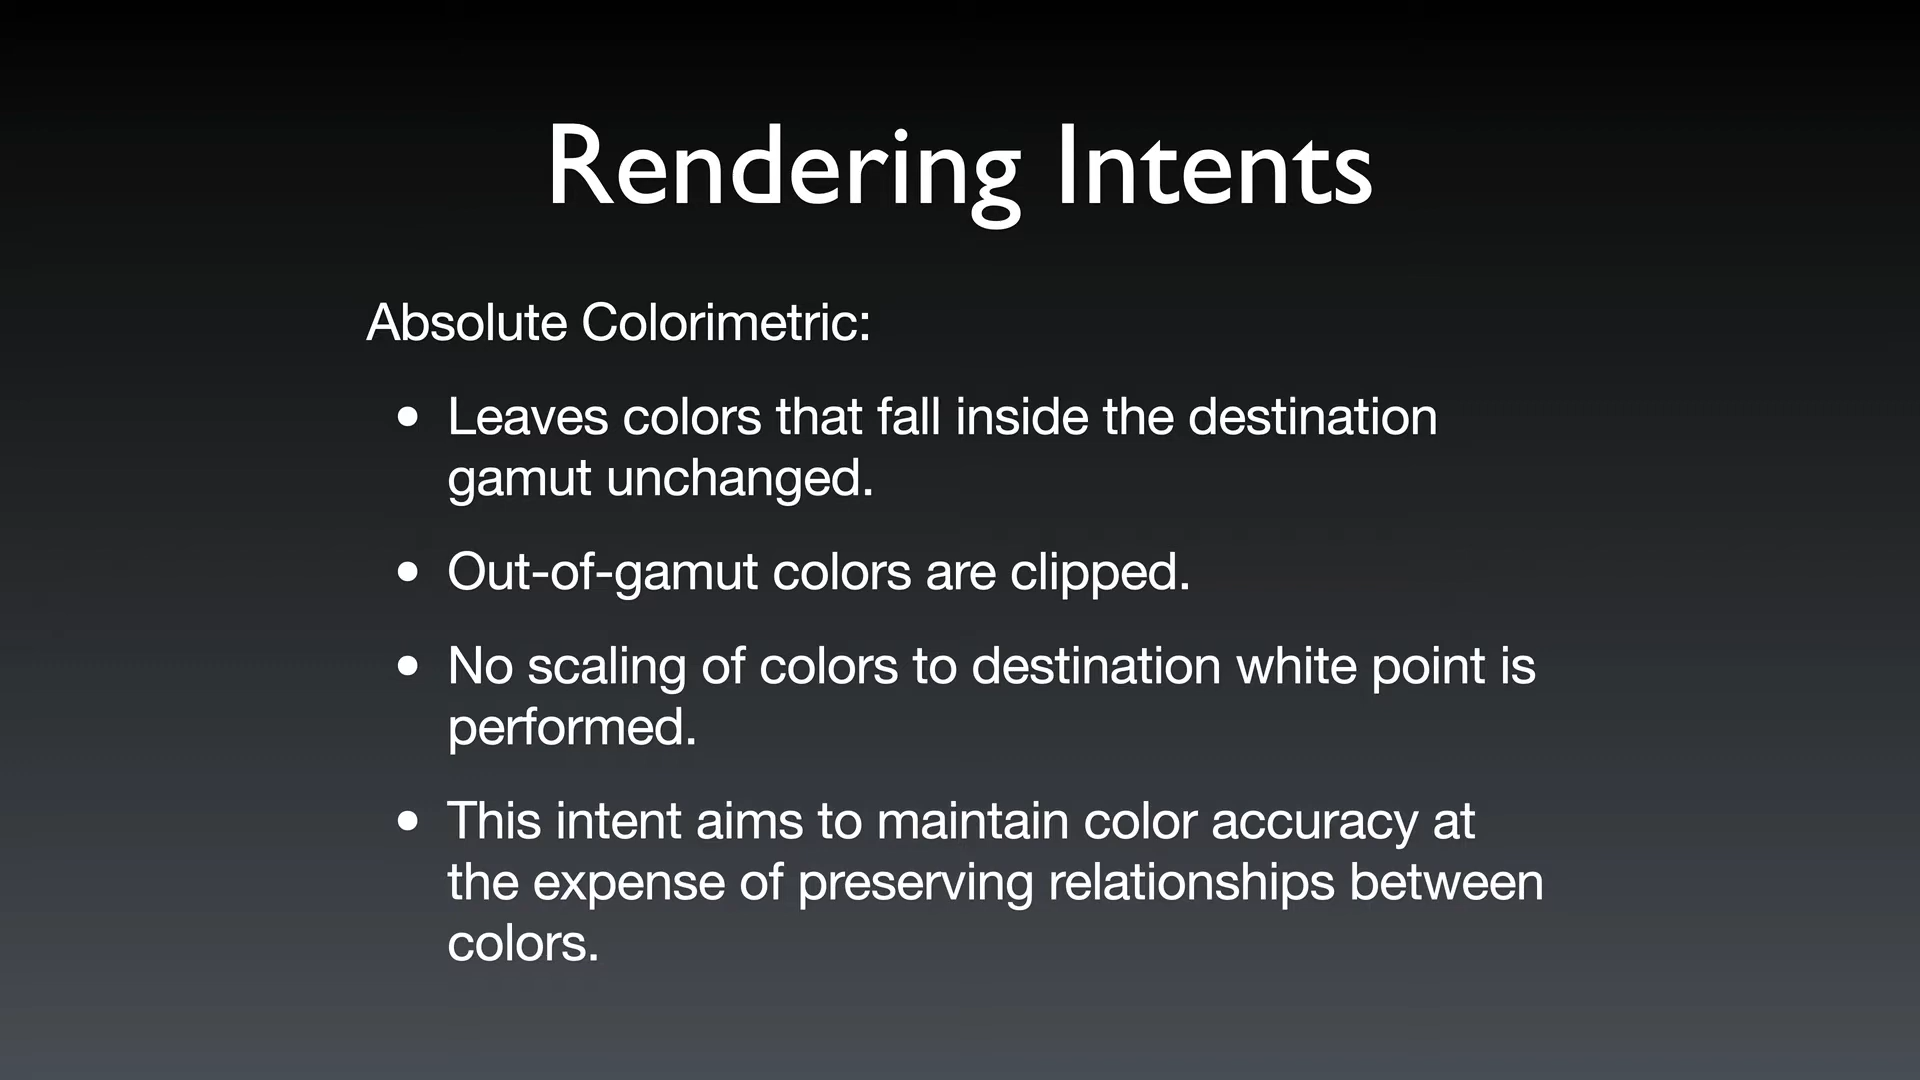 Rendering Intents
Absolute Colorimetric:
• Leaves colors that fall inside the destination
gamut unchanged.
• Out-of-gamut colors are clipped.
• No scaling of colors to destination white point is
performed.
• This intent aims to maintain color accuracy at
the expense of preserving relationships between
colors.